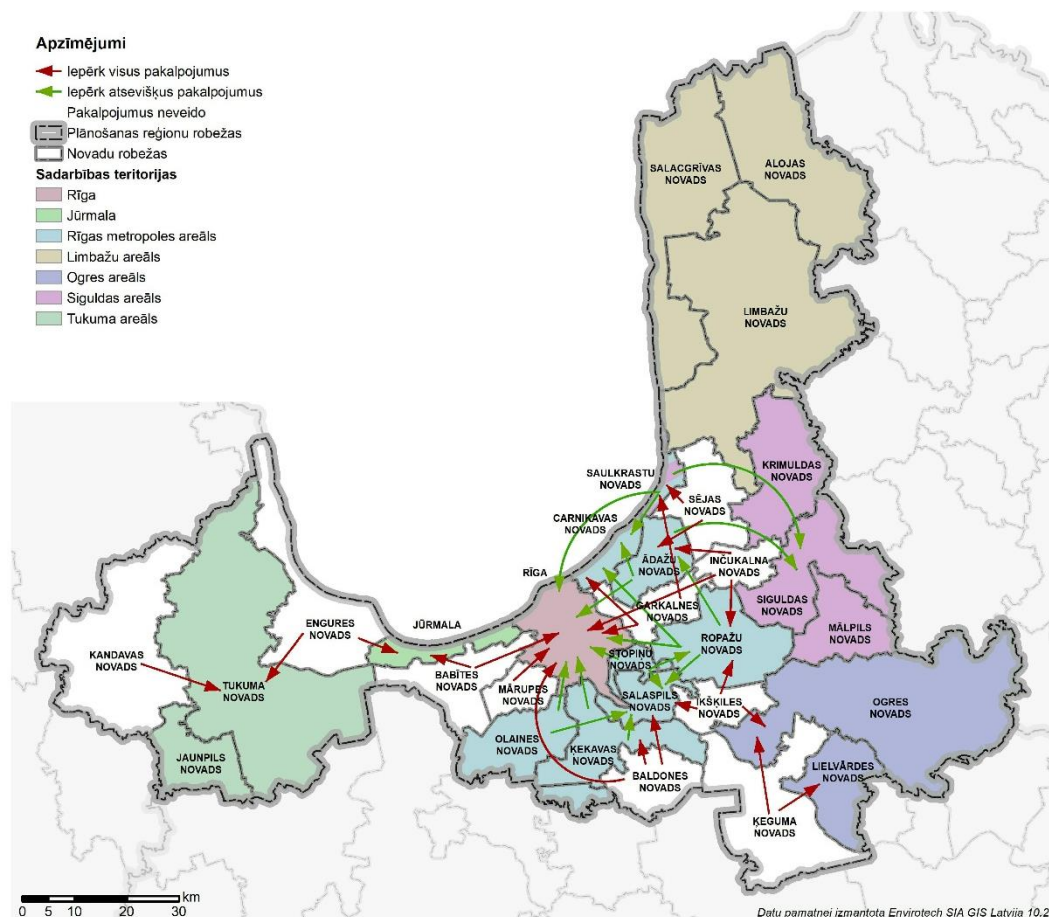 Apzīmējumi
Iepērk visus pakalpojumus
Iepērk atsevišķus pakalpojumus
Pakalpojumus neveido
Plānošanas reģionu robežas
Novadu robežas
Sadarbības teritorijas
Rīga
Jūrmala
Rīgas metropoles areāls
Limbažu areāls
Ogres areāls
Siguldas areāls
Tukuma areāls
SALACGRĪVAS
NOVADS
ALOJAS
NOVADS
LIMBAŽU
NOVADS
KRIMULDAS
NOVADS
SAULKRASTU
NOVADS
SĒJAS
NOVADS
CARNIKAVAS
NOVADS
ĀDAŽU
NOVADS
INČUKALNA
NOVADS
RĪGA
GARKALNES
NOVADS
SIGULDAS
NOVADS
MĀLPILS
NOVADS
ROPAŽU
NOVADS
STOPIŅU
NOVADS
JŪRMALA
ENGURES
NOVADS
KANDAVAS
NOVADS
TUKUMA
NOVADS
BABĪTES
NOVADS
MĀRUPES
NOVADS
SALASPILS
NOVADS
IKŠĶILES
NOVADS
OGRES
NOVADS
OLAINES
NOVADS
ĶEKAVAS
NOVADS
JAUNPILS
NOVADS
BALDONES
NOVADS
LIELVĀRDES
NOVADS
ĶEGUMA
NOVADS
km
0 5 10 20 30
Datu pamatnei izmantota Envirotech SIA GIS Latvija 10.2